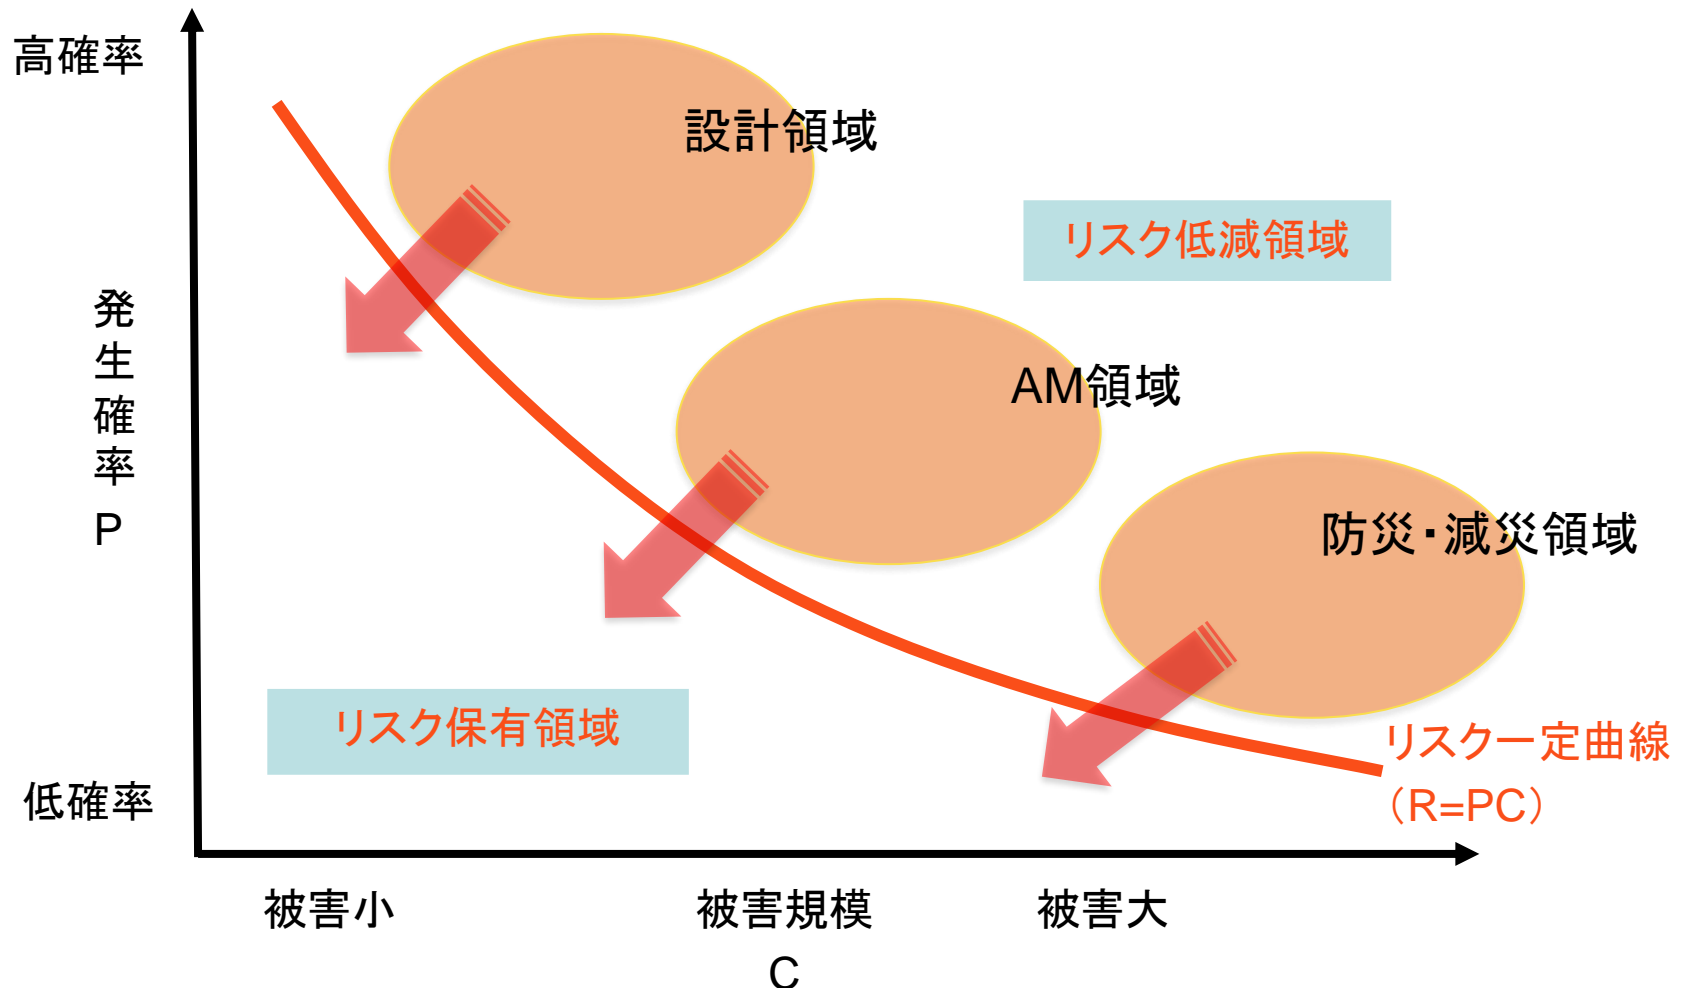 高確率
設計領域
リスク低減領域
発生確率
P
AM領域
防災・減災領域
リスク保有領域
リスク一定曲線
（R=PC）
低確率
被害小
被害規模
C
被害大